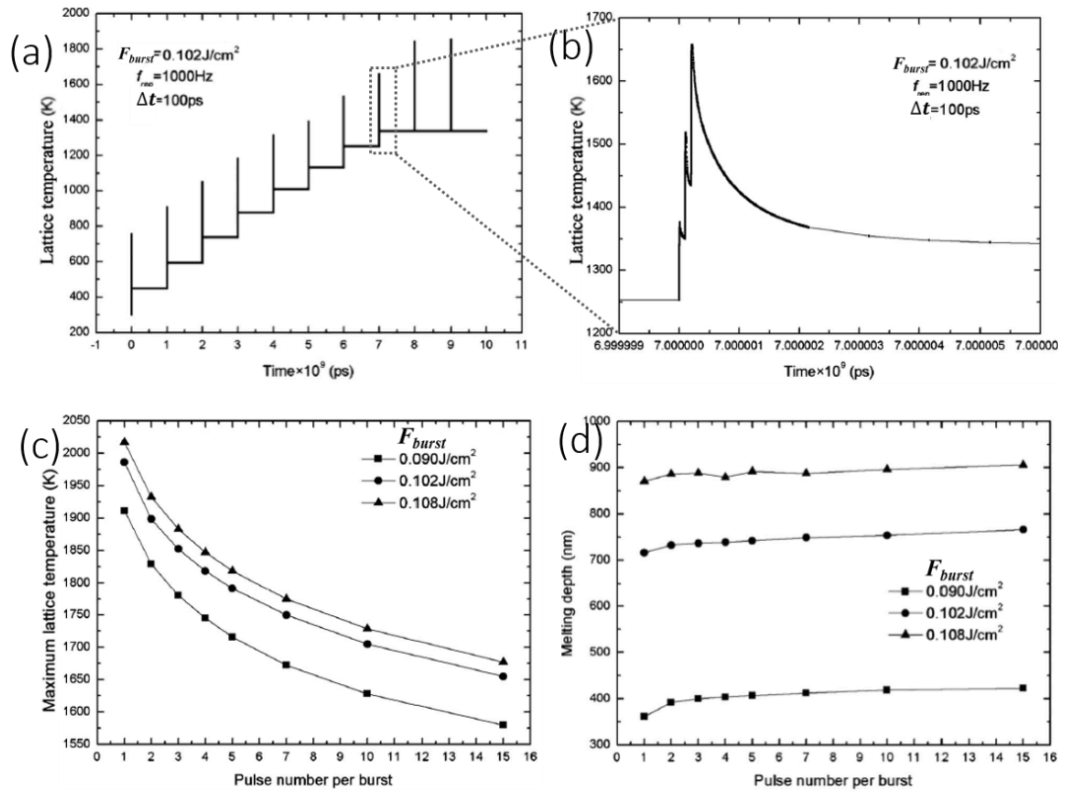 (a)
F_burst=0.102J/cm²
f_rep=1000Hz
Δt=100ps
Lattice temperature (K)
2000
1800
1600
1400
1200
1000
800
600
400
200
-1 0 1 2 3 4 5 6 7 8 9 10 11
Time×10⁹ (ps)
(b)
F_burst=0.102J/cm²
f_rep=1000Hz
Δt=100ps
Lattice temperature (K)
1700
1600
1500
1400
1300
1200
6.999999 7.000000 7.000001 7.000002 7.000003 7.000004 7.000005 7.00000
Time×10⁹ (ps)
(c)
F_burst
0.090J/cm²
0.102J/cm²
0.108J/cm²
Maximum lattice temperature (K)
2050
2000
1950
1900
1850
1800
1750
1700
1650
1600
1550
0 1 2 3 4 5 6 7 8 9 10 11 12 13 14 15 16
Pulse number per burst
(d)
F_burst
0.090J/cm²
0.102J/cm²
0.108J/cm²
Melting depth (nm)
1000
900
800
700
600
500
400
300
0 1 2 3 4 5 6 7 8 9 10 11 12 13 14 15 16
Pulse number per burst